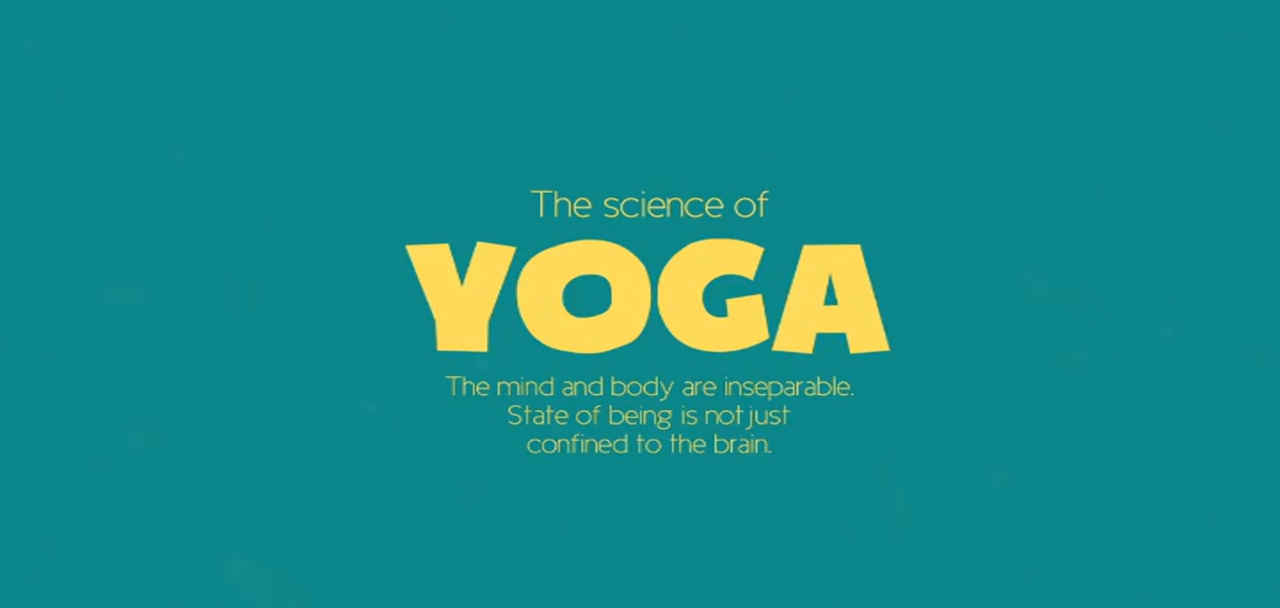 The science of
YOGA
The mind and body are inseparable.
State of being is not just
confined to the brain.